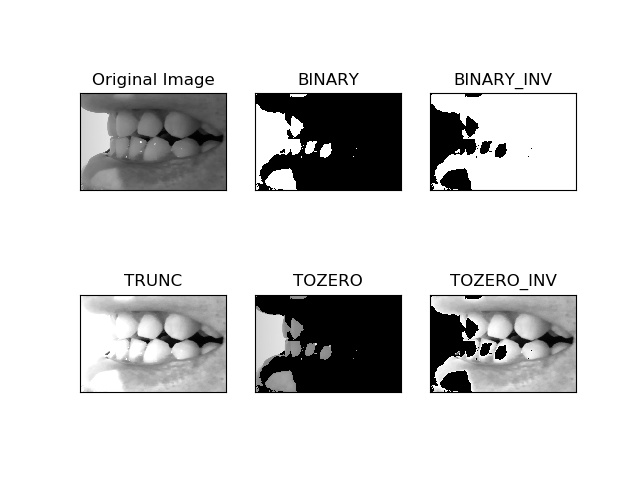 Original Image
BINARY
BINARY_INV
TRUNC
TOZERO
TOZERO_INV